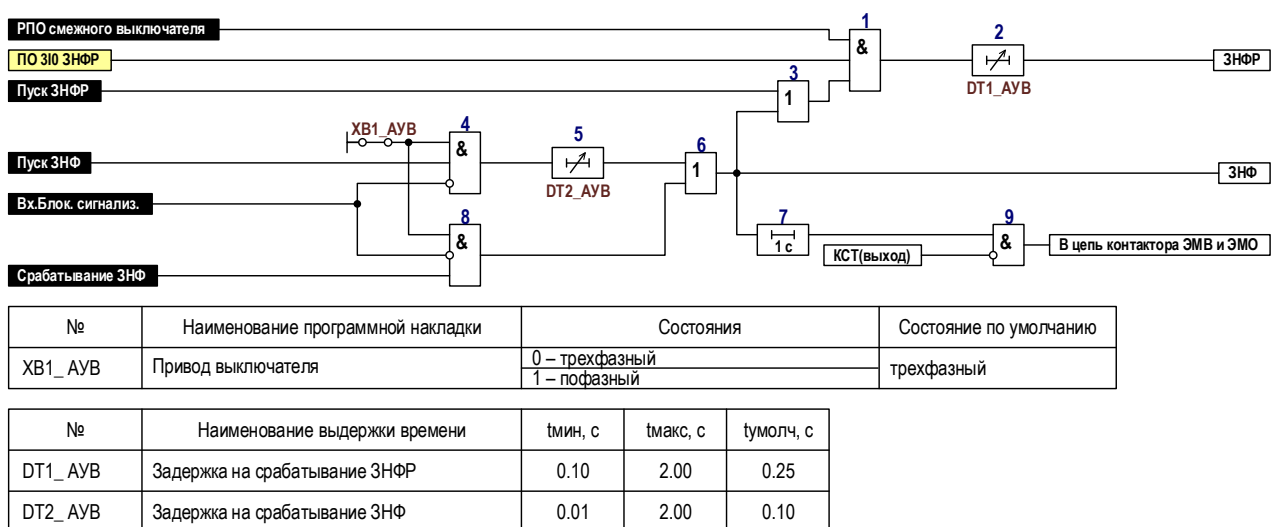 РПО смежного выключателя
1
&
2
ПО 3I0 ЗНФР
ЗНФР
DT1_АУВ
Пуск ЗНФР
3
1
XB1_АУВ
4
&
5
6
1
Пуск ЗНФ
ЗНФ
DT2_АУВ
Вх.Блок. сигнализ.
8
&
7
1 с
9
&
В цепь контактора ЭМВ и ЭМО
КСТ(выход)
Срабатывание ЗНФ
№ Наименование программной накладки Состояния Состояние по умолчанию
XB1_ АУВ Привод выключателя 0 – трехфазный трехфазный
1 – пофазный
№ Наименование выдержки времени tмин, с tмакс, с tумолч, с
DT1_ АУВ Задержка на срабатывание ЗНФР 0.10 2.00 0.25
DT2_ АУВ Задержка на срабатывание ЗНФ 0.01 2.00 0.10